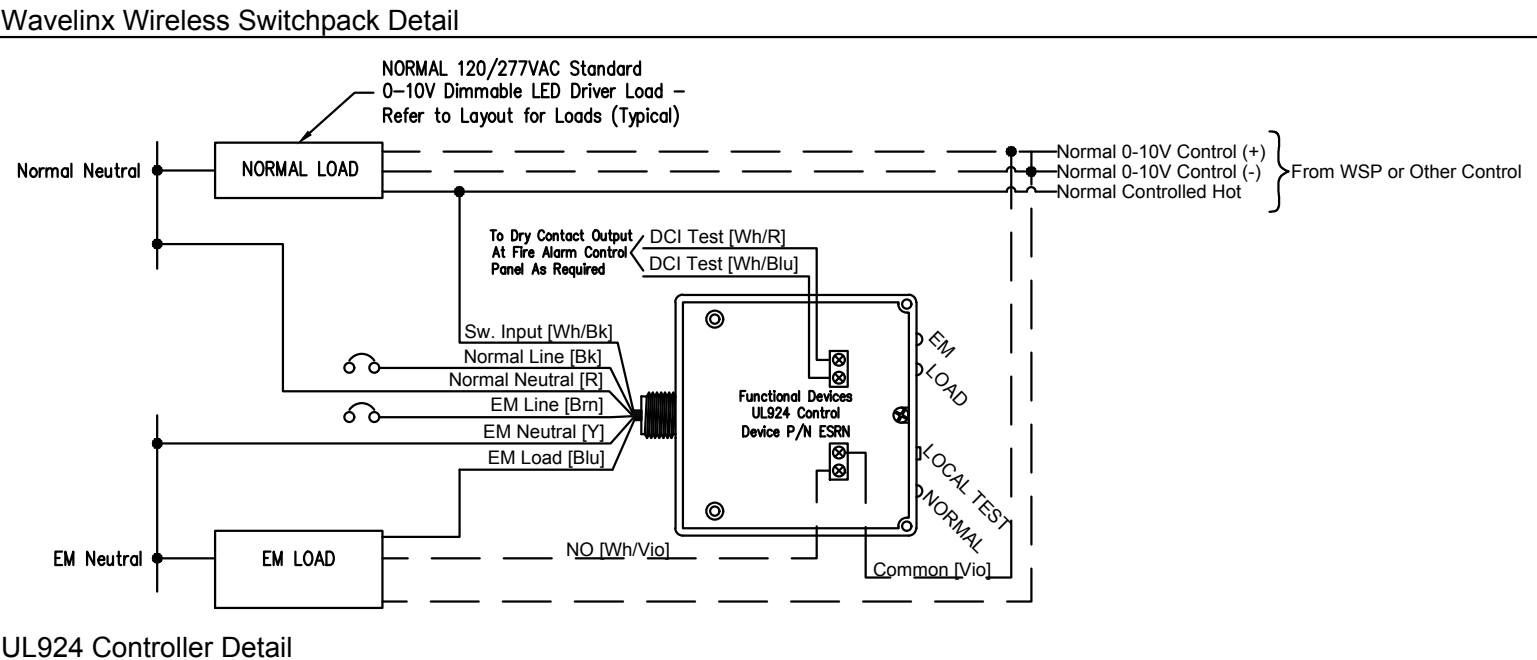 Wavelinx Wireless Switchpack Detail
NORMAL 120/277VAC Standard
0-10V Dimmable LED Driver Load -
Refer to Layout for Loads (Typical)
Normal Neutral
NORMAL LOAD
Normal 0-10V Control (+)
Normal 0-10V Control (-)
Normal Controlled Hot
From WSP or Other Control
To Dry Contact Output
At Fire Alarm Control
Panel As Required
DCI Test [Wh/R]
DCI Test [Wh/Blu]
Sw. Input [Wh/Bk]
Normal Line [Bk]
Normal Neutral [R]
EM Line [Brn]
EM Neutral [Y]
EM Load [Blu]
Functional Devices
UL924 Control
Device P/N ESRN
EM
LOAD
LOCAL TEST
NORMAL
EM Neutral
EM LOAD
NO [Wh/Vio]
Common [Vio]
UL924 Controller Detail